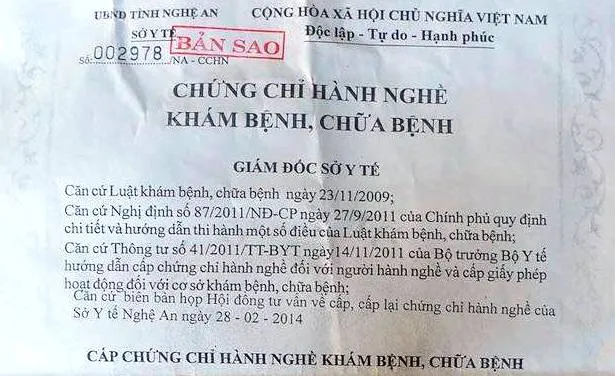 UBND TỈNH NGHỆ AN
CỘNG HÒA XÃ HỘI CHỦ NGHĨA VIỆT NAM
SỞ Y TẾ
Độc lập - Tự do - Hạnh phúc
BẢN SAO
Số: 002978 /NA - CCHN
CHỨNG CHỈ HÀNH NGHỀ
KHÁM BỆNH, CHỮA BỆNH
GIÁM ĐỐC SỞ Y TẾ
Căn cứ Luật khám bệnh, chữa bệnh ngày 23/11/2009;
Căn cứ Nghị định số 87/2011/NĐ-CP ngày 27/9/2011 của Chính phủ quy định
chi tiết và hướng dẫn thi hành một số điều của Luật khám bệnh, chữa bệnh;
Căn cứ Thông tư số 41/2011/TT-BYT ngày14/11/2011 của Bộ trưởng Bộ Y tế
hướng dẫn cấp chứng chỉ hành nghề đối với người hành nghề và cấp giấy phép
hoạt động đối với cơ sở khám bệnh, chữa bệnh;
Căn cứ biên bản họp Hội đông tư vấn về cấp, cấp lại chứng chỉ hành nghề của
Sở Y tế Nghệ An ngày 28 - 02 - 2014
CẤP CHỨNG CHỈ HÀNH NGHỀ KHÁM BỆNH, CHỮA BỆNH